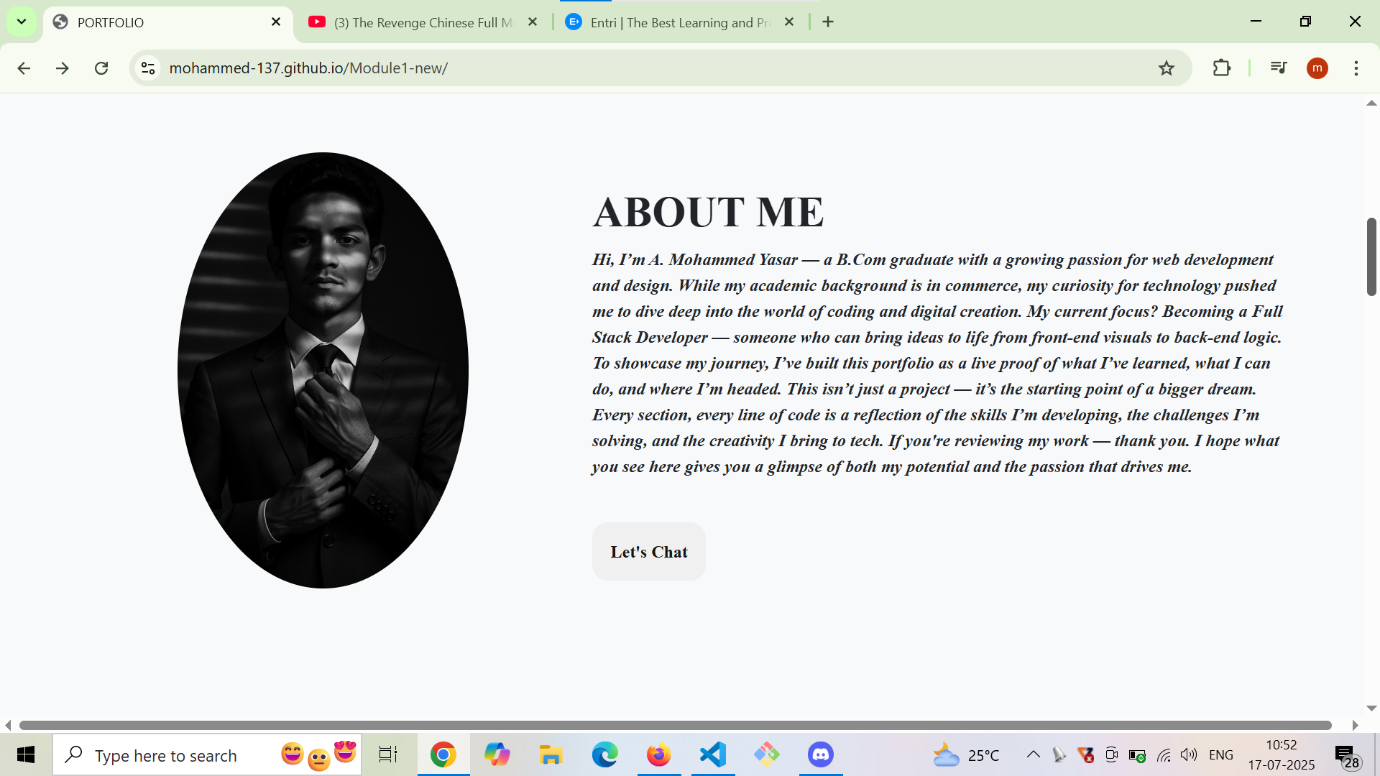 PORTFOLIO
(3) The Revenge Chinese Full M
Entri | The Best Learning and Pr
mohammed-137.github.io/Module1-new/
m
ABOUT ME
Hi, I’m A. Mohammed Yasar — a B.Com graduate with a growing passion for web development
and design. While my academic background is in commerce, my curiosity for technology pushed
me to dive deep into the world of coding and digital creation. My current focus? Becoming a Full
Stack Developer — someone who can bring ideas to life from front-end visuals to back-end logic.
To showcase my journey, I’ve built this portfolio as a live proof of what I’ve learned, what I can
do, and where I’m headed. This isn’t just a project — it’s the starting point of a bigger dream.
Every section, every line of code is a reflection of the skills I’m developing, the challenges I’m
solving, and the creativity I bring to tech. If you're reviewing my work — thank you. I hope what
you see here gives you a glimpse of both my potential and the passion that drives me.
Let's Chat
Type here to search
25°C
ENG
10:52
17-07-2025
28